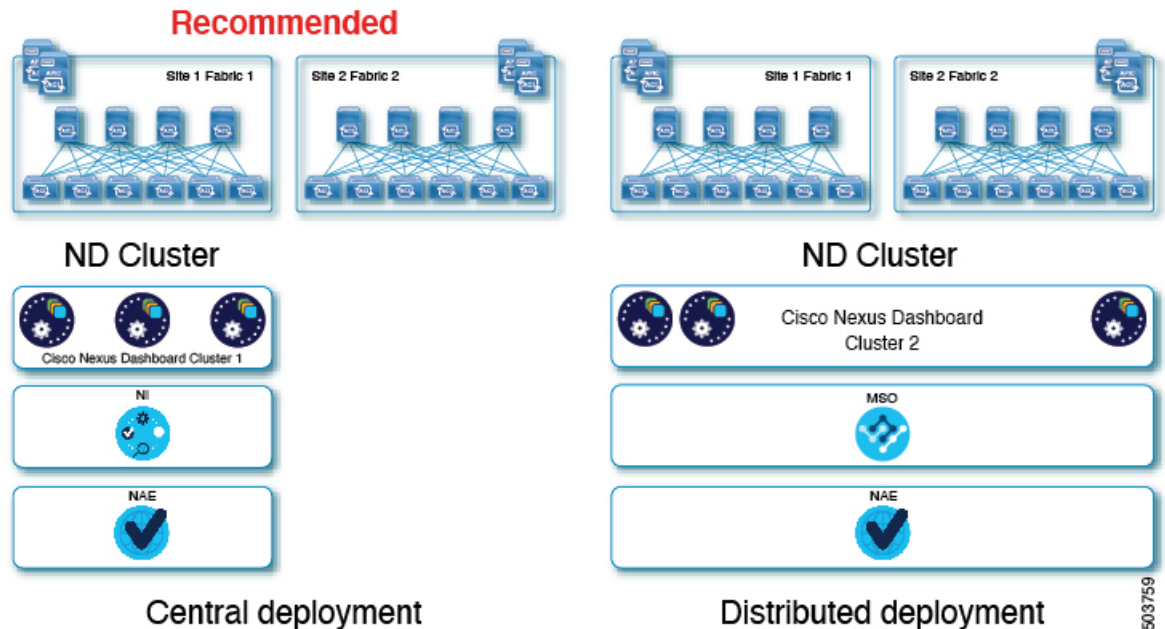 Recommended
Site 1 Fabric 1
Site 2 Fabric 2
Site 1 Fabric 1
Site 2 Fabric 2
APIC
ACI
ND Cluster
ND Cluster
Cisco Nexus Dashboard Cluster 1
Cisco Nexus Dashboard
Cluster 2
NI
MSO
NAE
NAE
Central deployment
Distributed deployment
503759